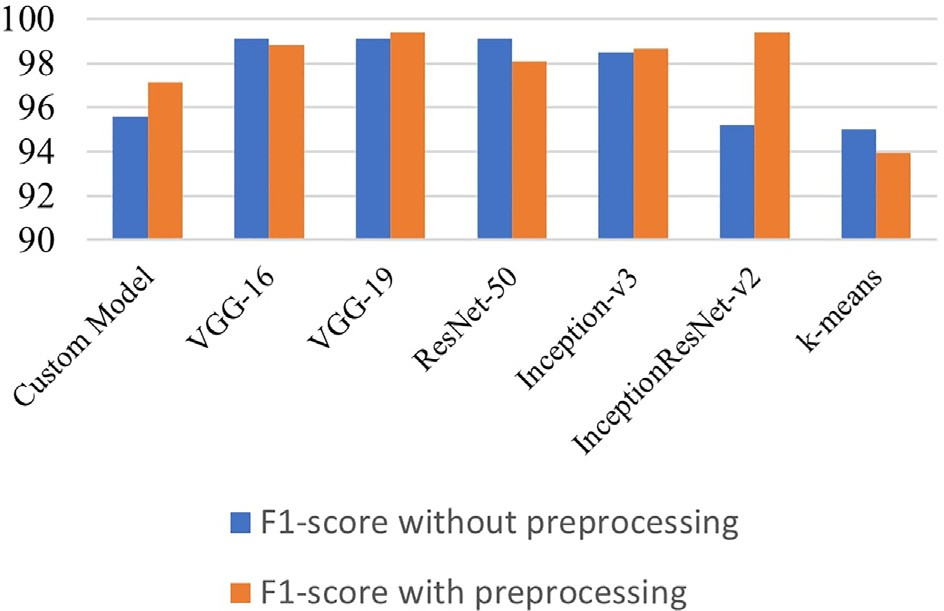 100
98
96
94
92
90
Custom Model
VGG-16
VGG-19
ResNet-50
Inception-v3
InceptionResNet-v2
k-means
F1-score without preprocessing
F1-score with preprocessing